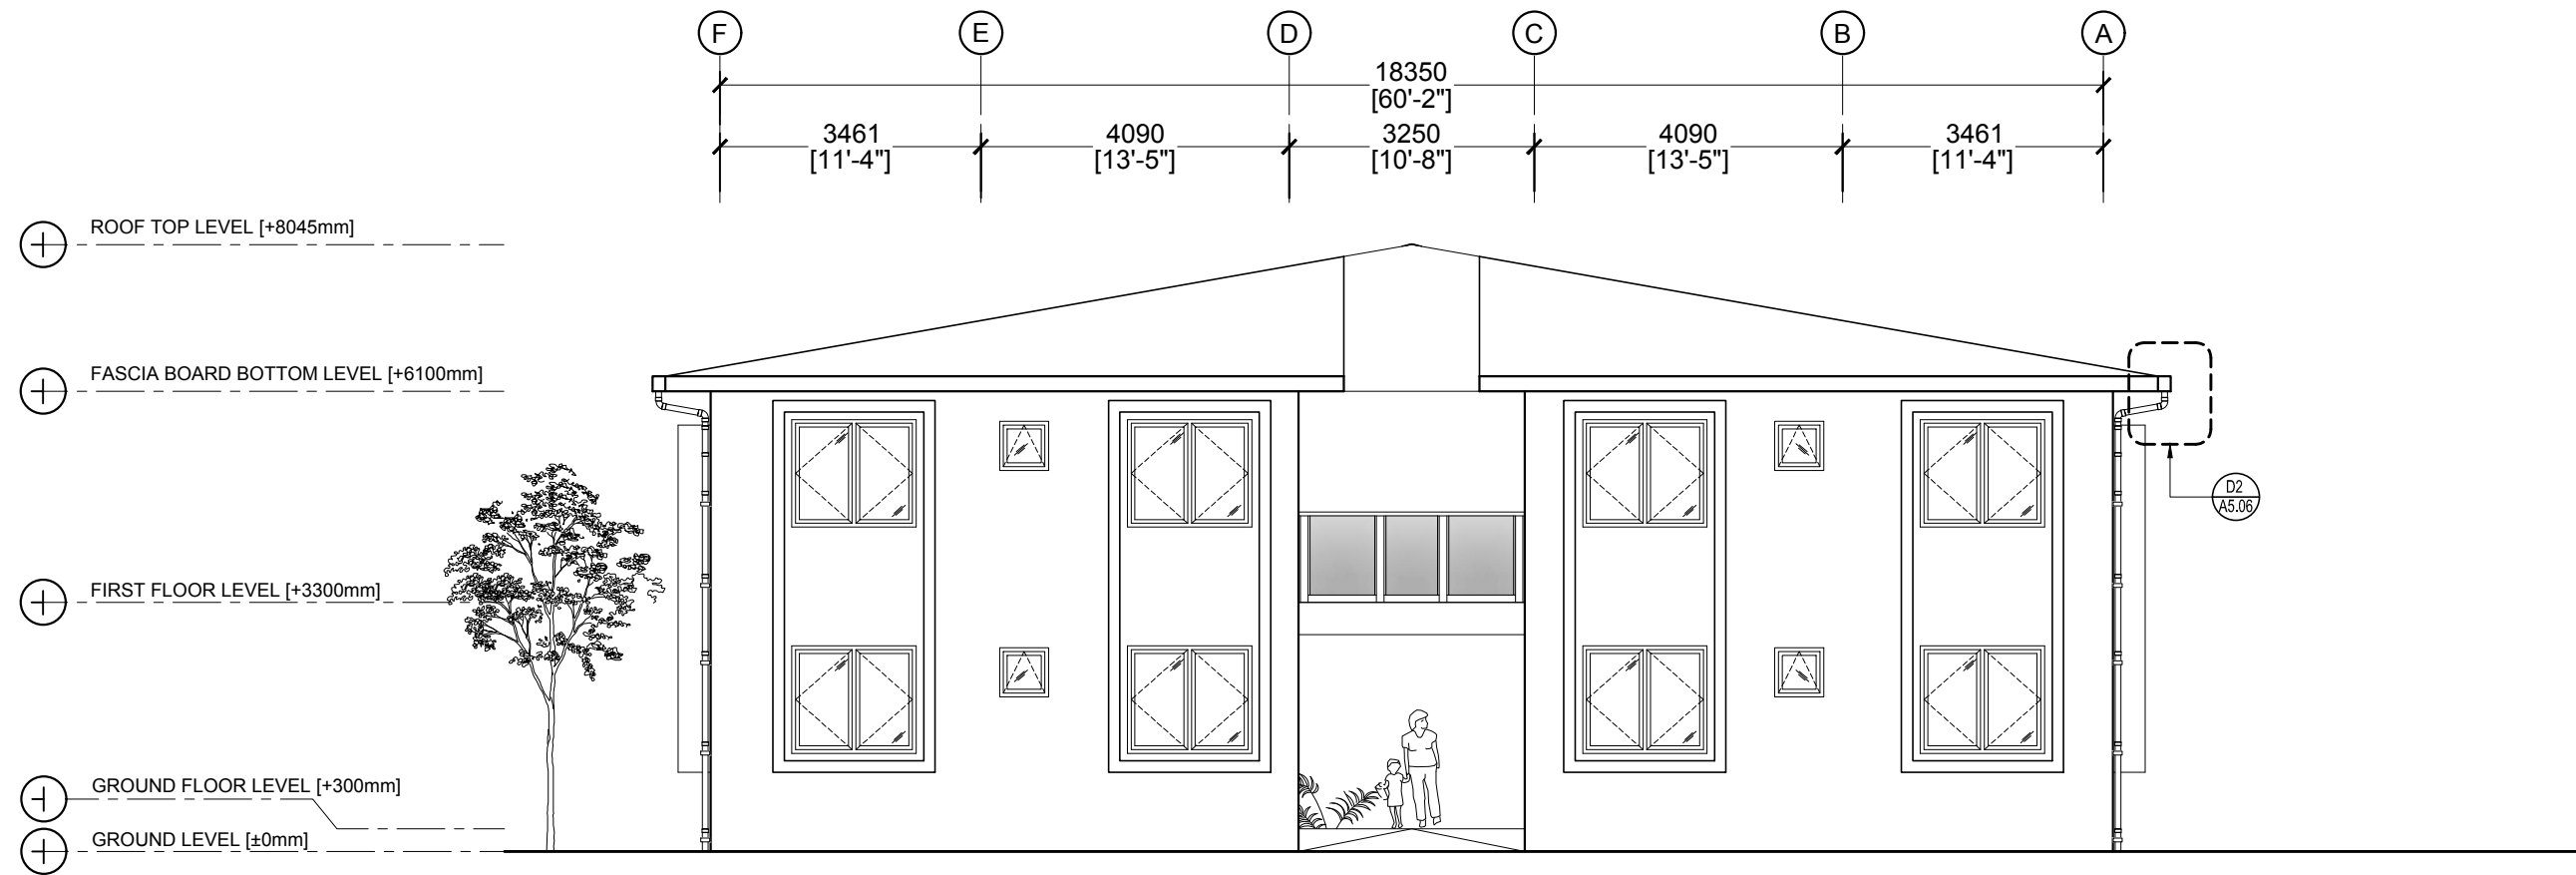 F E D C B A
18350
[60'-2"]
3461 4090 3250 4090 3461
[11'-4"] [13'-5"] [10'-8"] [13'-5"] [11'-4"]
ROOF TOP LEVEL [+8045mm]
FASCIA BOARD BOTTOM LEVEL [+6100mm]
D2
A5.06
FIRST FLOOR LEVEL [+3300mm]
GROUND FLOOR LEVEL [+300mm]
GROUND LEVEL [±0mm]